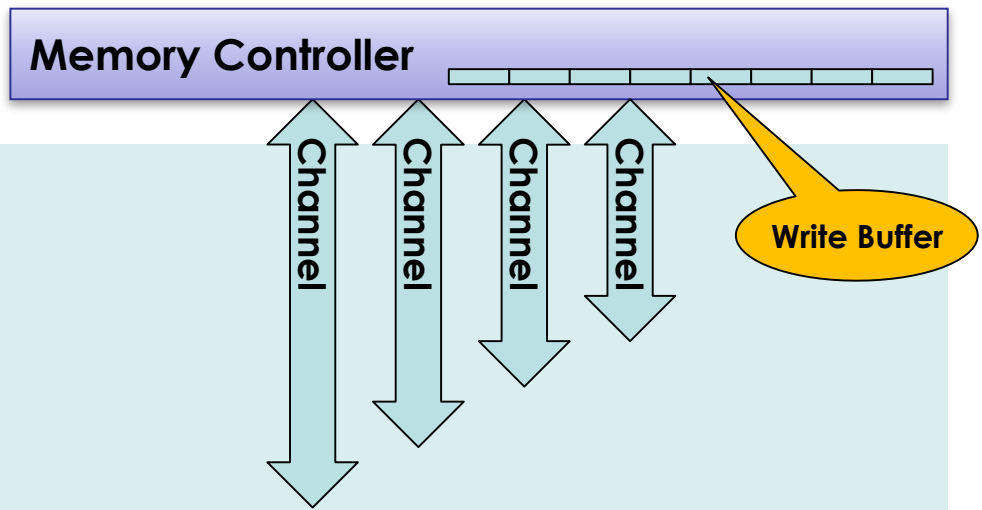 Memory Controller
Channel
Channel
Channel
Channel
Write Buffer